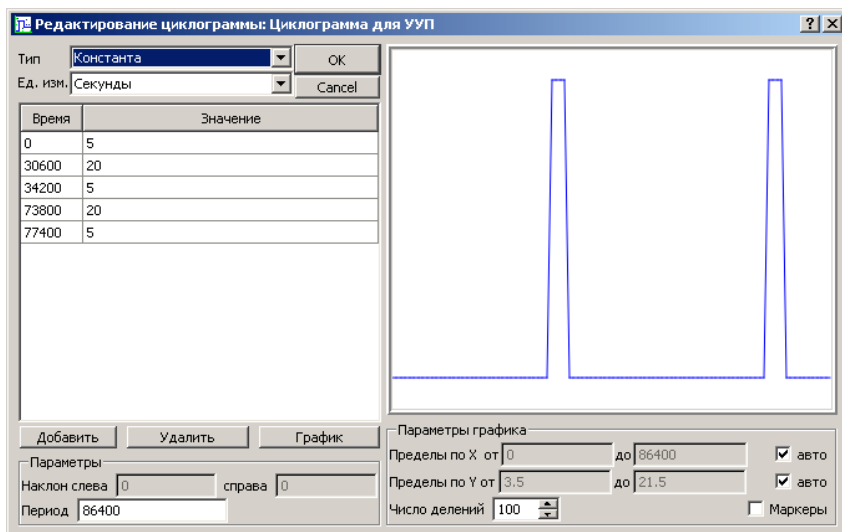 Редактирование циклограммы: Циклограмма для УУП
Тип Константа OK
Ед. изм. Секунды Cancel
Время Значение
0 5
30600 20
34200 5
73800 20
77400 5
Добавить Удалить График
Параметры
Наклон слева 0 справа 0
Период 86400
Параметры графика
Пределы по X от 0 до 86400 авто
Пределы по Y от 3.5 до 21.5 авто
Число делений 100 Маркеры